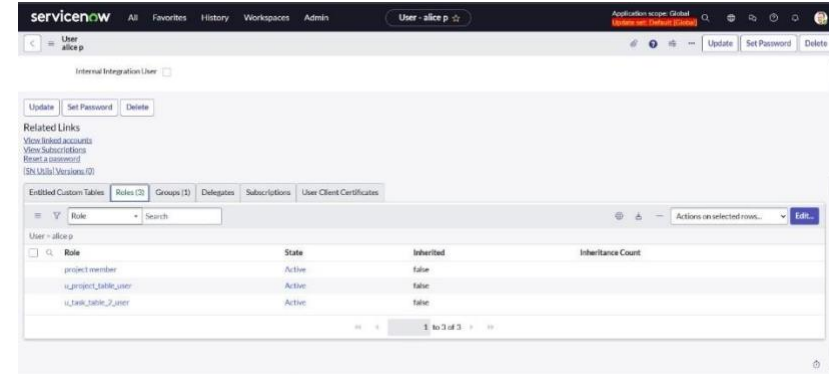 servicenow All Favorites History Workspaces Admin User - alice p Application scope: Global
Update set: Default [Global]
User
alice p
Update Set Password Delete
Internal Integration User
Update Set Password Delete
Related Links
View linked accounts
View Subscriptions
Reset a password
[SN Utils] Versions (0)
Entitled Custom Tables Roles (3) Groups (1) Delegates Subscriptions User Client Certificates
Role Search Actions on selected rows... Edit...
User = alice p
Role State Inherited Inheritance Count
project member Active false
u_project_table_user Active false
u_task_table_2_user Active false
1 to 3 of 3